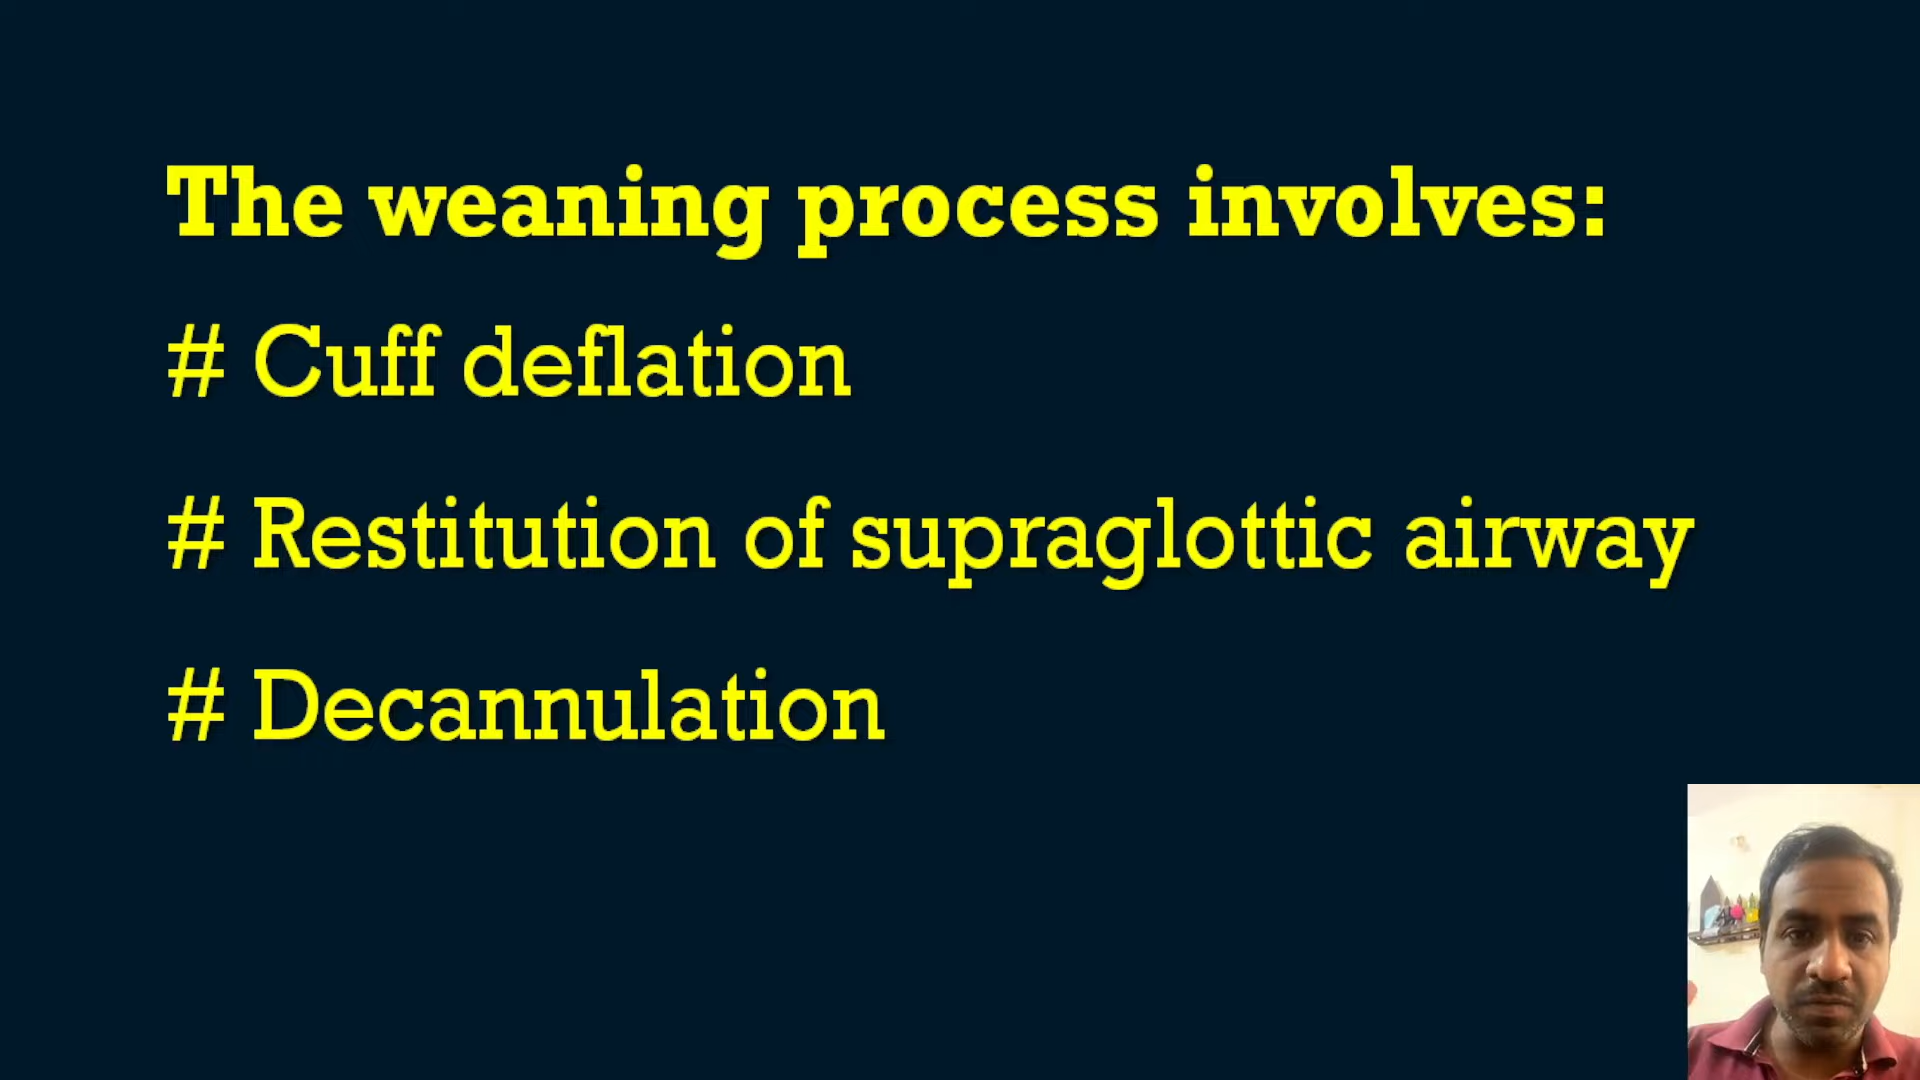 The weaning process involves:
# Cuff deflation
# Restitution of supraglottic airway
# Decannulation